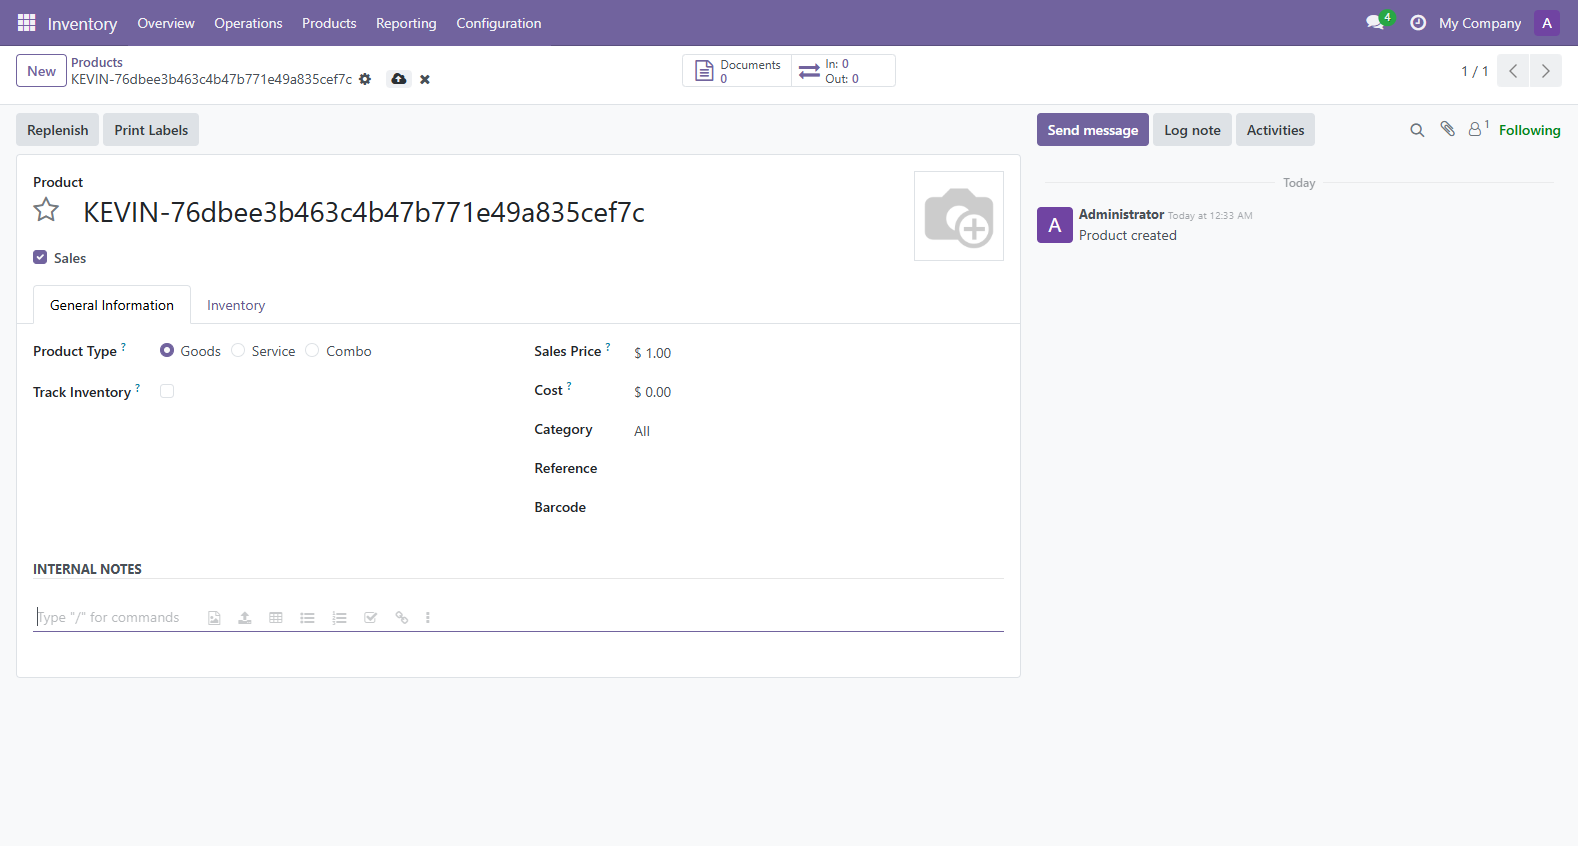 Inventory Overview Operations Products Reporting Configuration 4 My Company A
New
Products
KEVIN-76dbee3b463c4b47b771e49a835cef7c
Documents
0
In: 0
Out: 0
1 / 1
Replenish Print Labels
Send message Log note Activities 1 Following
Product
KEVIN-76dbee3b463c4b47b771e49a835cef7c
Sales
General Information Inventory
Product Type ? Goods Service Combo
Track Inventory ?
Sales Price ? $ 1.00
Cost ? $ 0.00
Category All
Reference
Barcode
INTERNAL NOTES
Type "/" for commands
Today
A
Administrator Today at 12:33 AM
Product created